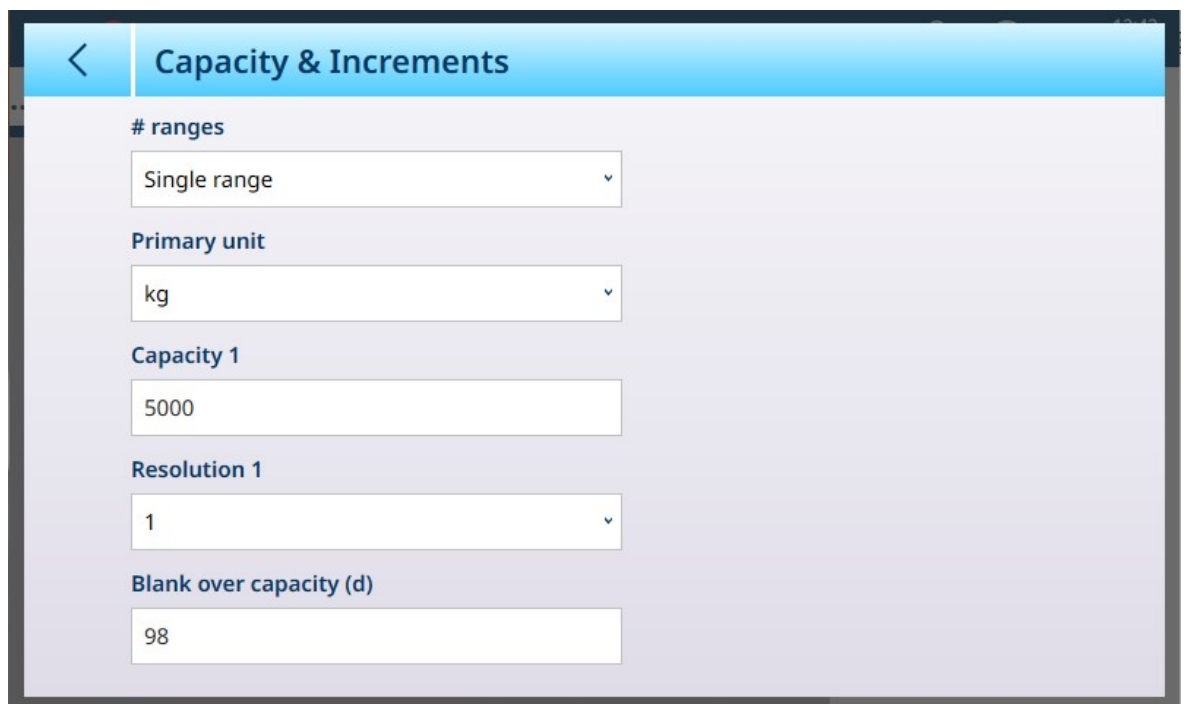 Capacity & Increments
# ranges
Single range
Primary unit
kg
Capacity 1
5000
Resolution 1
1
Blank over capacity (d)
98